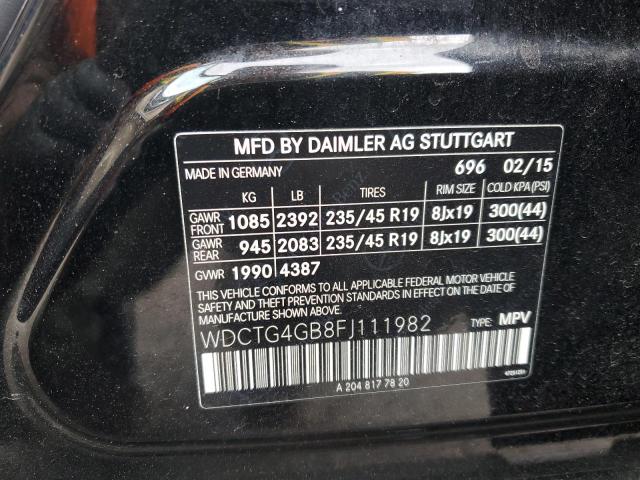 MFD BY DAIMLER AG STUTTGART
MADE IN GERMANY 696 02/15
KG LB TIRES RIM SIZE COLD KPA (PSI)
GAWR FRONT 1085 2392 235/45 R19 8Jx19 300(44)
GAWR REAR 945 2083 235/45 R19 8Jx19 300(44)
GVWR 1990 4387
THIS VEHICLE CONFORMS TO ALL APPLICABLE FEDERAL MOTOR VEHICLE
SAFETY AND THEFT PREVENTION STANDARDS IN EFFECT ON THE DATE
OF MANUFACTURE SHOWN ABOVE.
WDCTG4GB8FJ111982 TYPE: MPV
A 204 817 78 20